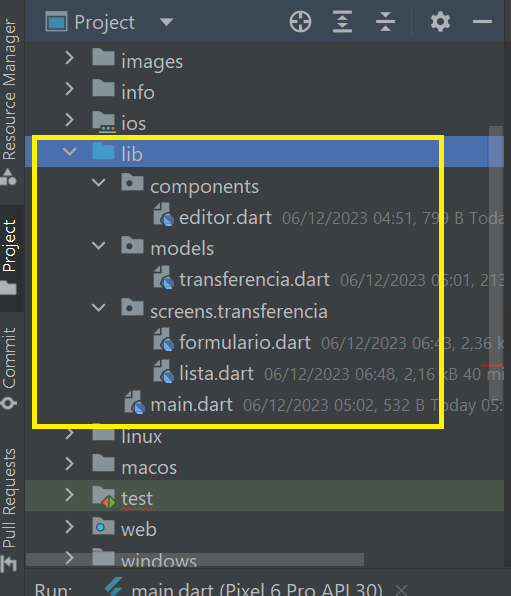 Project
Resource Manager
images
info
ios
lib
components
editor.dart 06/12/2023 04:51, 799 B Toda
models
Project
transferencia.dart 06/12/2023 05:01, 213
screens.transferencia
formulario.dart 06/12/2023 06:43, 2,36 k
Commit
lista.dart 06/12/2023 06:48, 2,16 kB 40 mi
main.dart 06/12/2023 05:02, 532 B Today 05:
linux
macos
Pull Requests
test
web
windows
Run: main.dart (Pixel 6 Pro API 30)